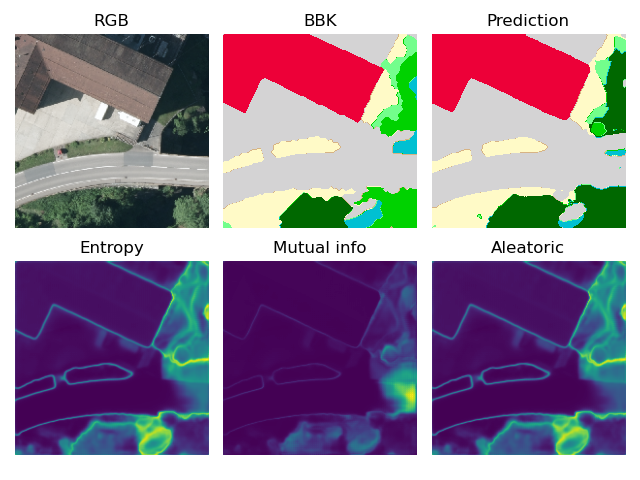 RGB
BBK
Prediction
Entropy
Mutual info
Aleatoric